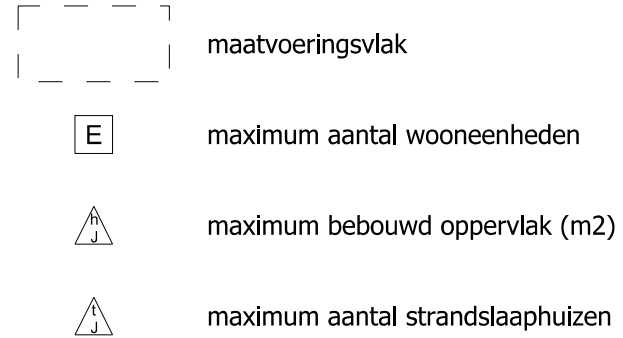 maatvoeringsvlak
E maximum aantal wooneenheden
h
J maximum bebouwd oppervlak (m2)
t
J maximum aantal strandslaaphuizen